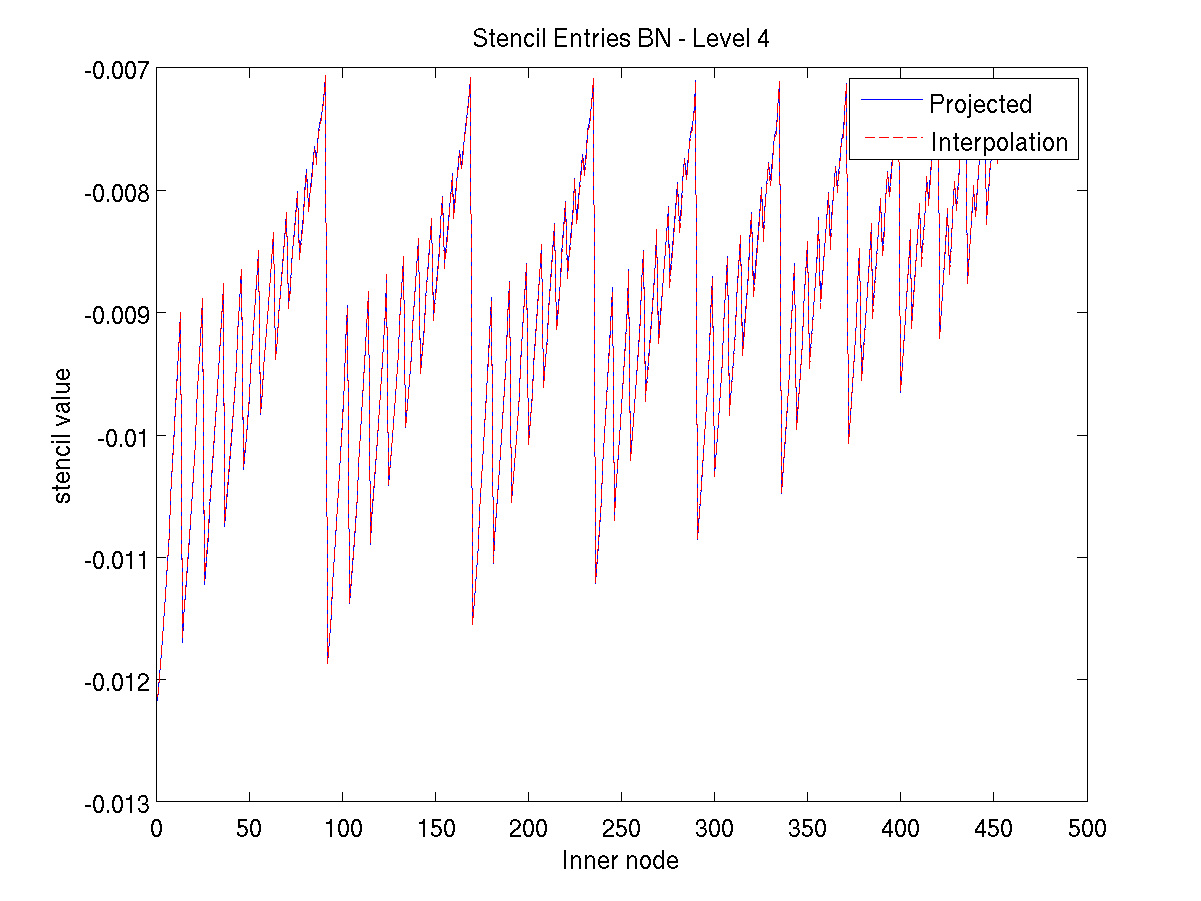 Stencil Entries BN - Level 4
-0.007
-0.008
-0.009
-0.01
-0.011
-0.012
-0.013
stencil value
Projected
Interpolation
0 50 100 150 200 250 300 350 400 450 500
Inner node